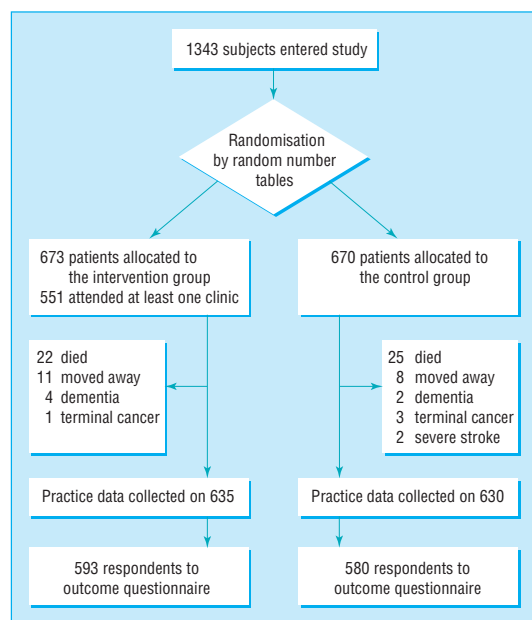 1343 subjects entered study
Randomisation
by random number
tables
673 patients allocated to
the intervention group
551 attended at least one clinic
670 patients allocated to
the control group
22 died
11 moved away
4 dementia
1 terminal cancer
25 died
8 moved away
2 dementia
3 terminal cancer
2 severe stroke
Practice data collected on 635
Practice data collected on 630
593 respondents to
outcome questionnaire
580 respondents to
outcome questionnaire